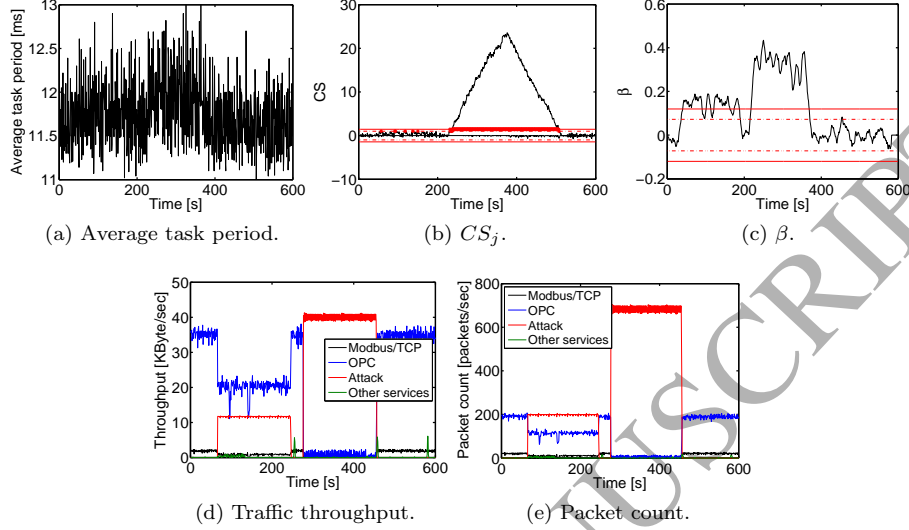 13
12.5
12
11.5
11
Average task period [ms]
0 200 400 600
Time [s]
(a) Average task period.
30
20
10
0
−10
CS
0 200 400 600
Time [s]
(b) CSj.
0.4
0.2
0
−0.2
β
0 200 400 600
Time [s]
(c) β.
50
40
30
20
10
0
Throughput [KByte/sec]
Modbus/TCP
OPC
Attack
Other services
0 200 400 600
Time [s]
(d) Traffic throughput.
800
600
400
200
0
Packet count [packets/sec]
Modbus/TCP
OPC
Attack
Other services
0 200 400 600
Time [s]
(e) Packet count.
USCRIPT